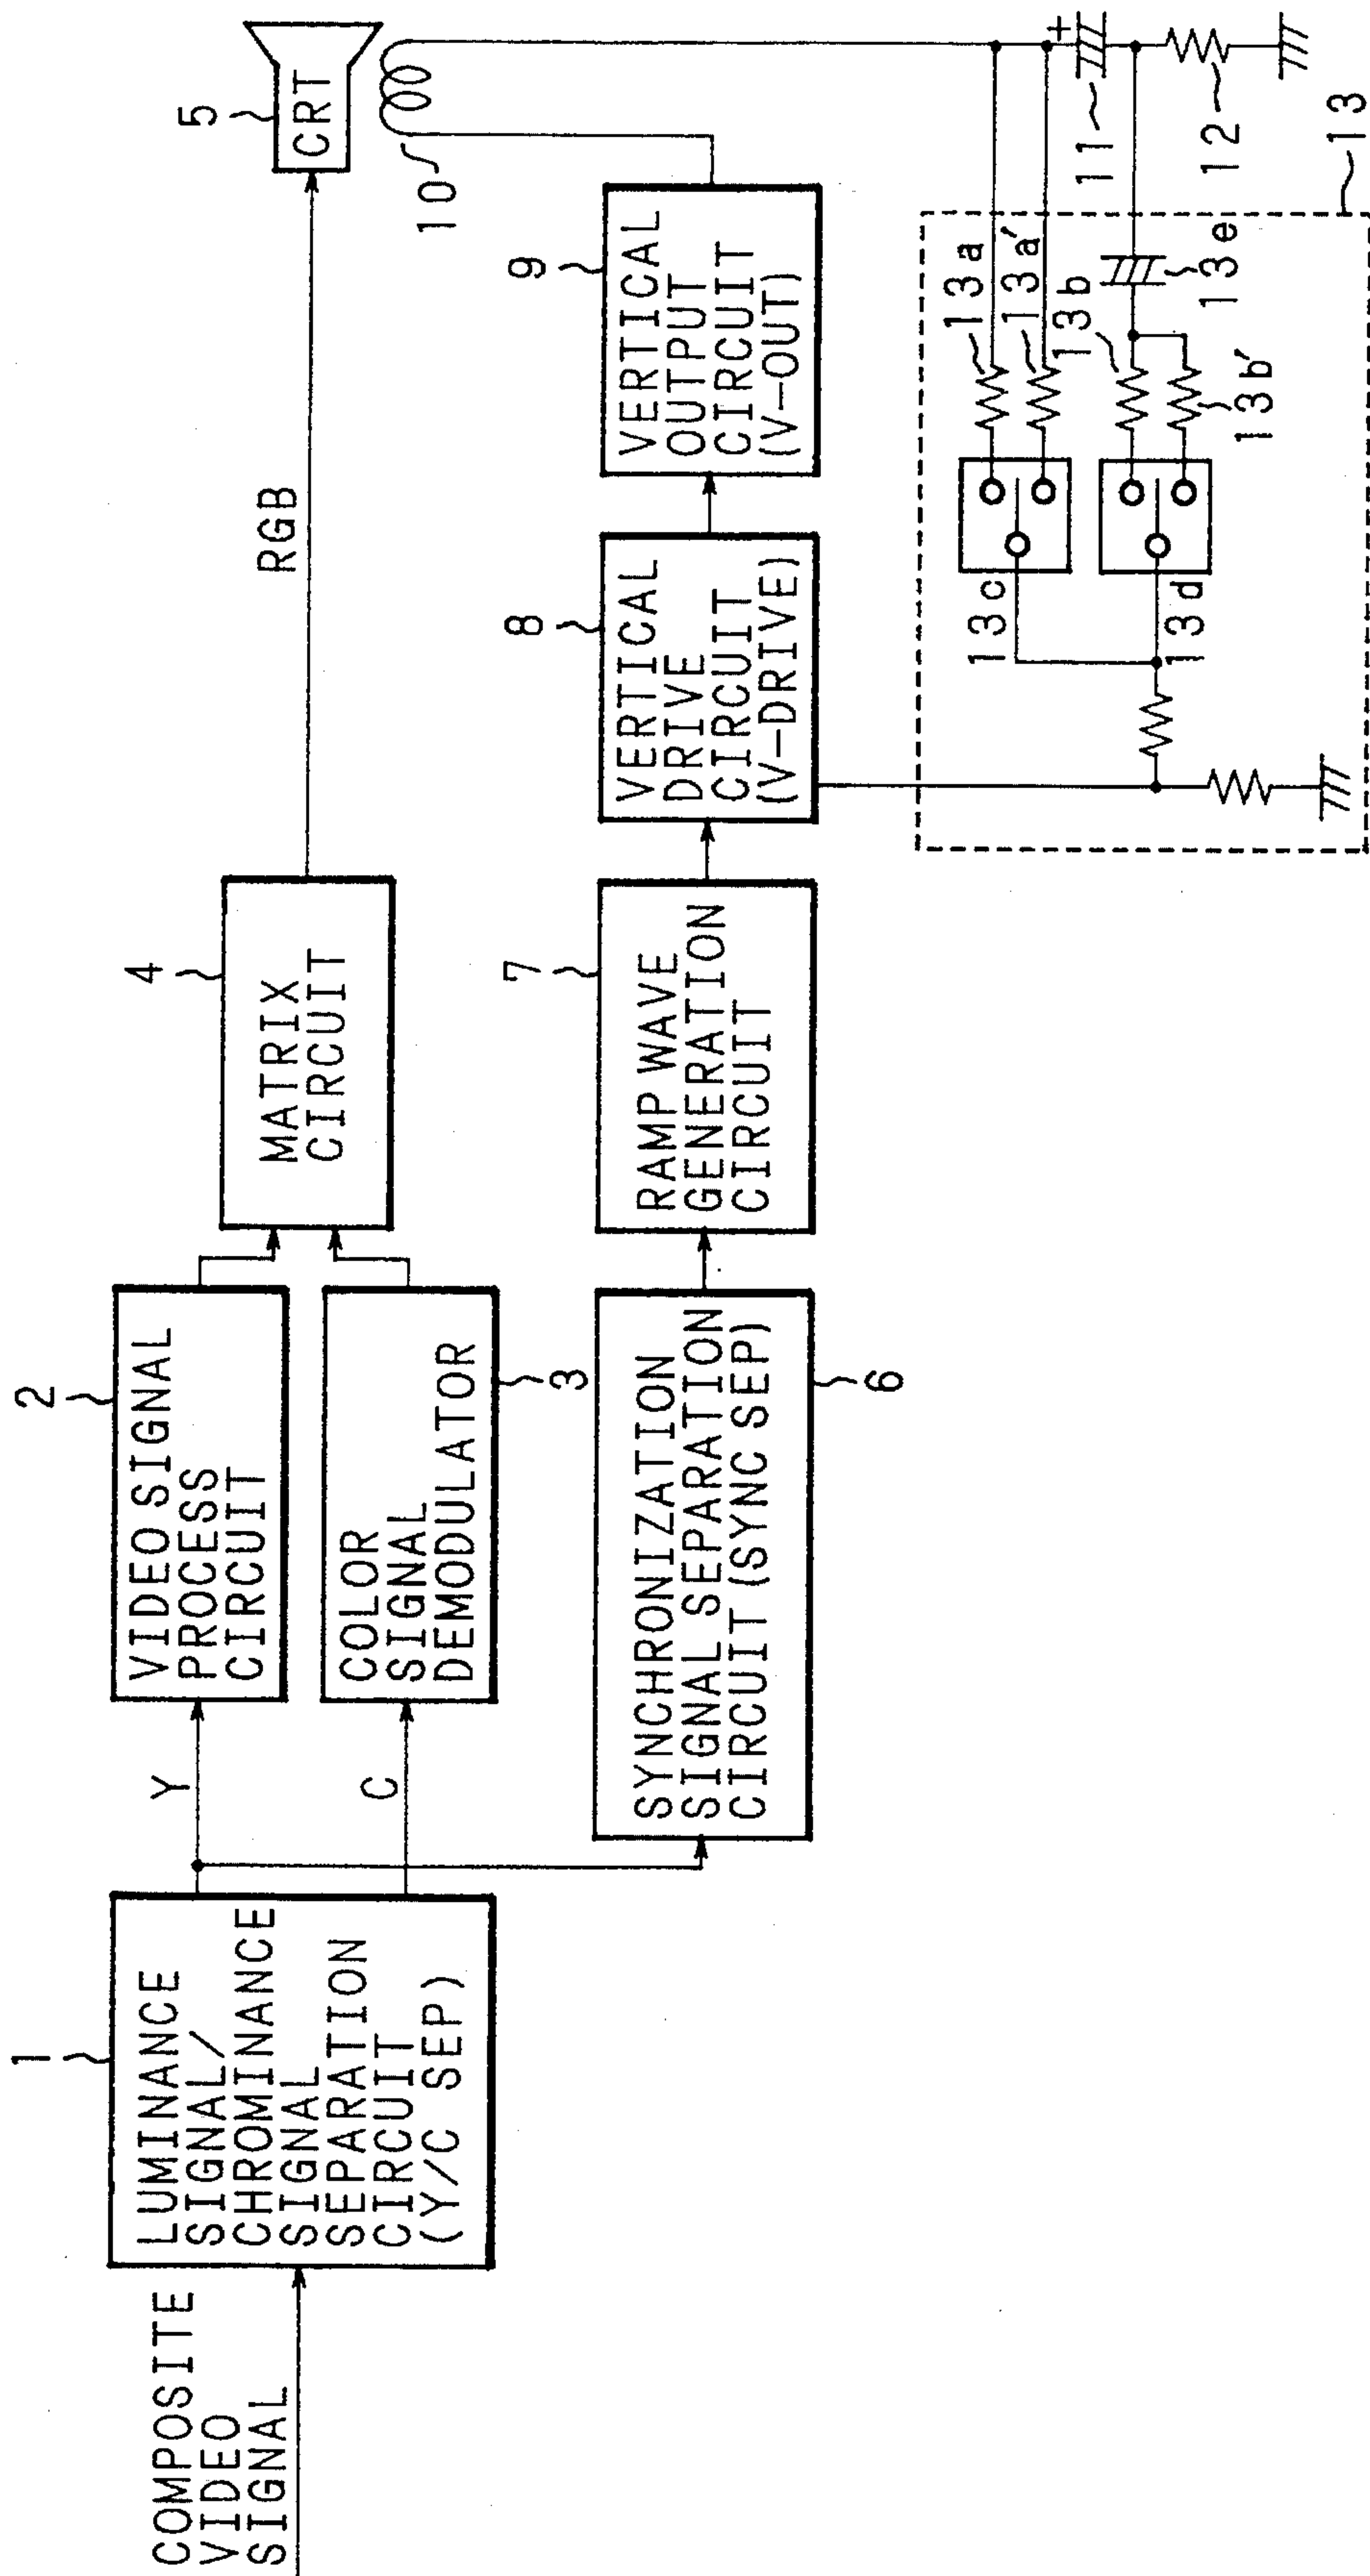 COMPOSITE
VIDEO
SIGNAL
1
LUMINANCE
SIGNAL/
CHROMINANCE
SIGNAL
SEPARATION
CIRCUIT
(Y/C SEP)
Y
C
2
VIDEO SIGNAL
PROCESS
CIRCUIT
COLOR
SIGNAL
DEMODULATOR
3
4
MATRIX
CIRCUIT
RGB
5
CRT
10
SYNCHRONIZATION
SIGNAL SEPARATION
CIRCUIT (SYNC SEP)
6
7
RAMP WAVE
GENERATION
CIRCUIT
8
VERTICAL
DRIVE
CIRCUIT
(V-DRIVE)
9
VERTICAL
OUTPUT
CIRCUIT
(V-OUT)
13c
13d
13a
13a'
13b
13b'
13e
+
11
12
13